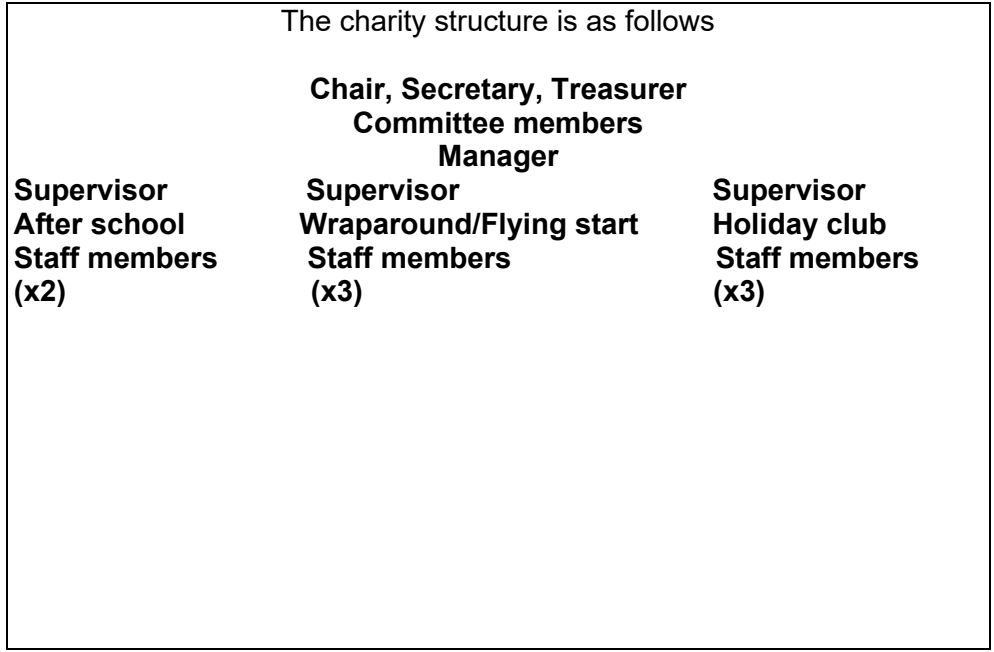 The charity structure is as follows
Chair, Secretary, Treasurer
Committee members
Manager
Supervisor Supervisor Supervisor
After school Wraparound/Flying start Holiday club
Staff members Staff members Staff members
(x2) (x3) (x3)